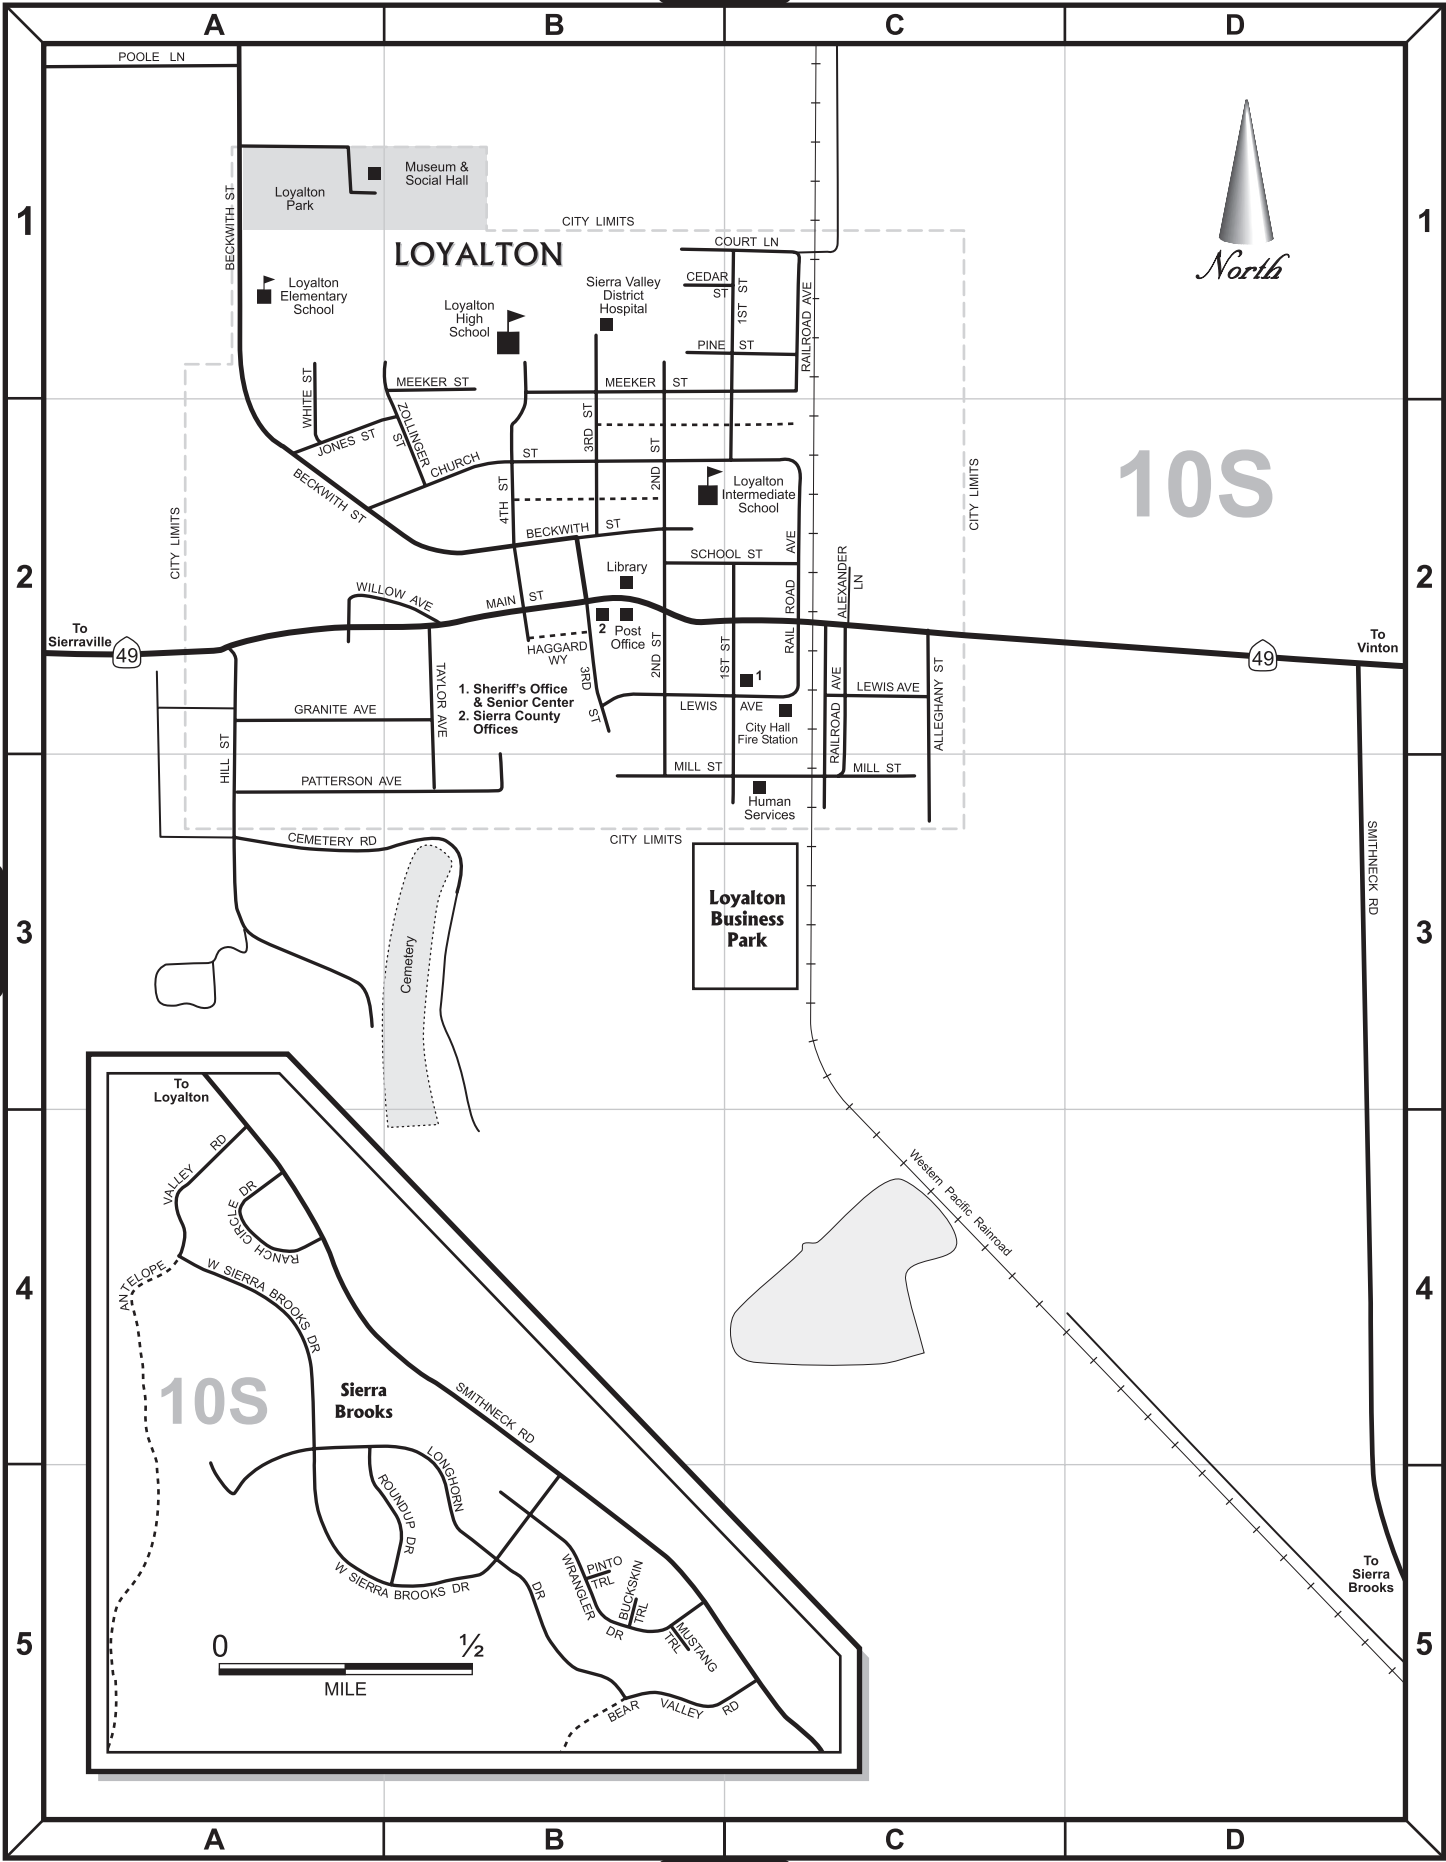 A B C D
POOLE LN
Museum &
Social Hall
Loyalton
Park
BECKWITH ST
CITY LIMITS
LOYALTON
North
1 1
COURT LN
CEDAR
ST
1ST ST
RAILROAD AVE
Loyalton
Elementary
School
Sierra Valley
District
Hospital
Loyalton
High
School
PINE ST
MEEKER ST
MEEKER ST
WHITE ST
JONES ST
ZOLLINGER
ST
CHURCH ST
3RD ST
2ND ST
4TH ST
BECKWITH ST
BECKWITH ST
Loyalton
Intermediate
School
10S
CITY LIMITS
CITY LIMITS
SCHOOL ST
RAIL ROAD AVE
ALEXANDER
LN
2 2
Library
WILLOW AVE
MAIN ST
2
Post
Office
HAGGARD
WY
3RD ST
2ND ST
1ST ST
To
Sierraville
49
To
Vinton
49
TAYLOR AVE
1. Sheriff's Office
& Senior Center
2. Sierra County
Offices
1
LEWIS AVE
LEWIS AVE
RAILROAD AVE
ALLEGHANY ST
City Hall
Fire Station
GRANITE AVE
HILL ST
PATTERSON AVE
MILL ST
MILL ST
Human
Services
CEMETERY RD
CITY LIMITS
SMITHNECK RD
Cemetery
Loyalton
Business
Park
3 3
To
Loyalton
VALLEY RD
RANCH CIRCLE DR
ANTELOPE
W SIERRA BROOKS DR
Western Pacific Rainroad
4 4
10S
Sierra
Brooks
SMITHNECK RD
LONGHORN
DR
ROUNDUP DR
W SIERRA BROOKS DR
WRANGLER
DR
PINTO
TRL
BUCKSKIN
TRL
MUSTANG
TRL
To
Sierra
Brooks
5 5
0 ½
MILE
BEAR VALLEY RD
A B C D